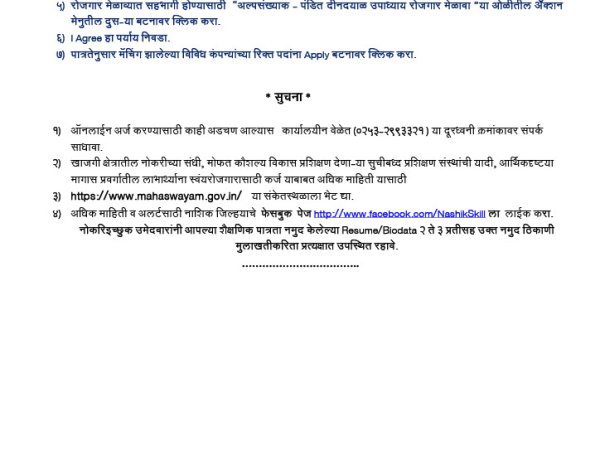 ५) रोजगार मेळाव्यात सहभागी होण्यासाठी "अल्पसंख्याक – पंडित दीनदयाळ उपाध्याय रोजगार मेळावा "या ओळीतील ॲक्शन
मेनुतील दुस-या बटनावर क्लिक करा.
६) I Agree हा पर्याय निवडा.
७) पात्रतेनुसार मॅचिंग झालेल्या विविध कंपन्यांच्या रिक्त पदांना Apply बटनावर क्लिक करा.
* सुचना *
१) ऑनलाईन अर्ज करण्यासाठी काही अडचण आल्यास कार्यालयीन वेळेत (०२५३-२९९३३२१ ) या दूरध्वनी क्रमांकावर संपर्क
साधावा.
२) खाजगी क्षेत्रातील नोकरीच्या संधी, मोफत कौशल्य विकास प्रशिक्षण देणा-या सुचीबध्द प्रशिक्षण संस्थांची यादी, आर्थिकदृष्टया
मागास प्रवर्गातील लाभार्थ्यांना स्वंयरोजगारासाठी कर्ज याबाबत अधिक माहिती यासाठी
३) https://www.mahaswayam.gov.in/ या संकेतस्थळाला भेट द्या.
४) अधिक माहिती व अलर्टसाठी नाशिक जिल्हयाचे फेसबुक पेज http://www.facebook.com/NashikSkill ला लाईक करा.
नोकरिइच्छुक उमेदवारांनी आपल्या शैक्षणिक पात्रता नमुद केलेल्या Resume/Biodata २ ते ३ प्रतीसह उक्त नमुद ठिकाणी
मुलाखतीकरिता प्रत्यक्षात उपस्थित रहावे.
......................................